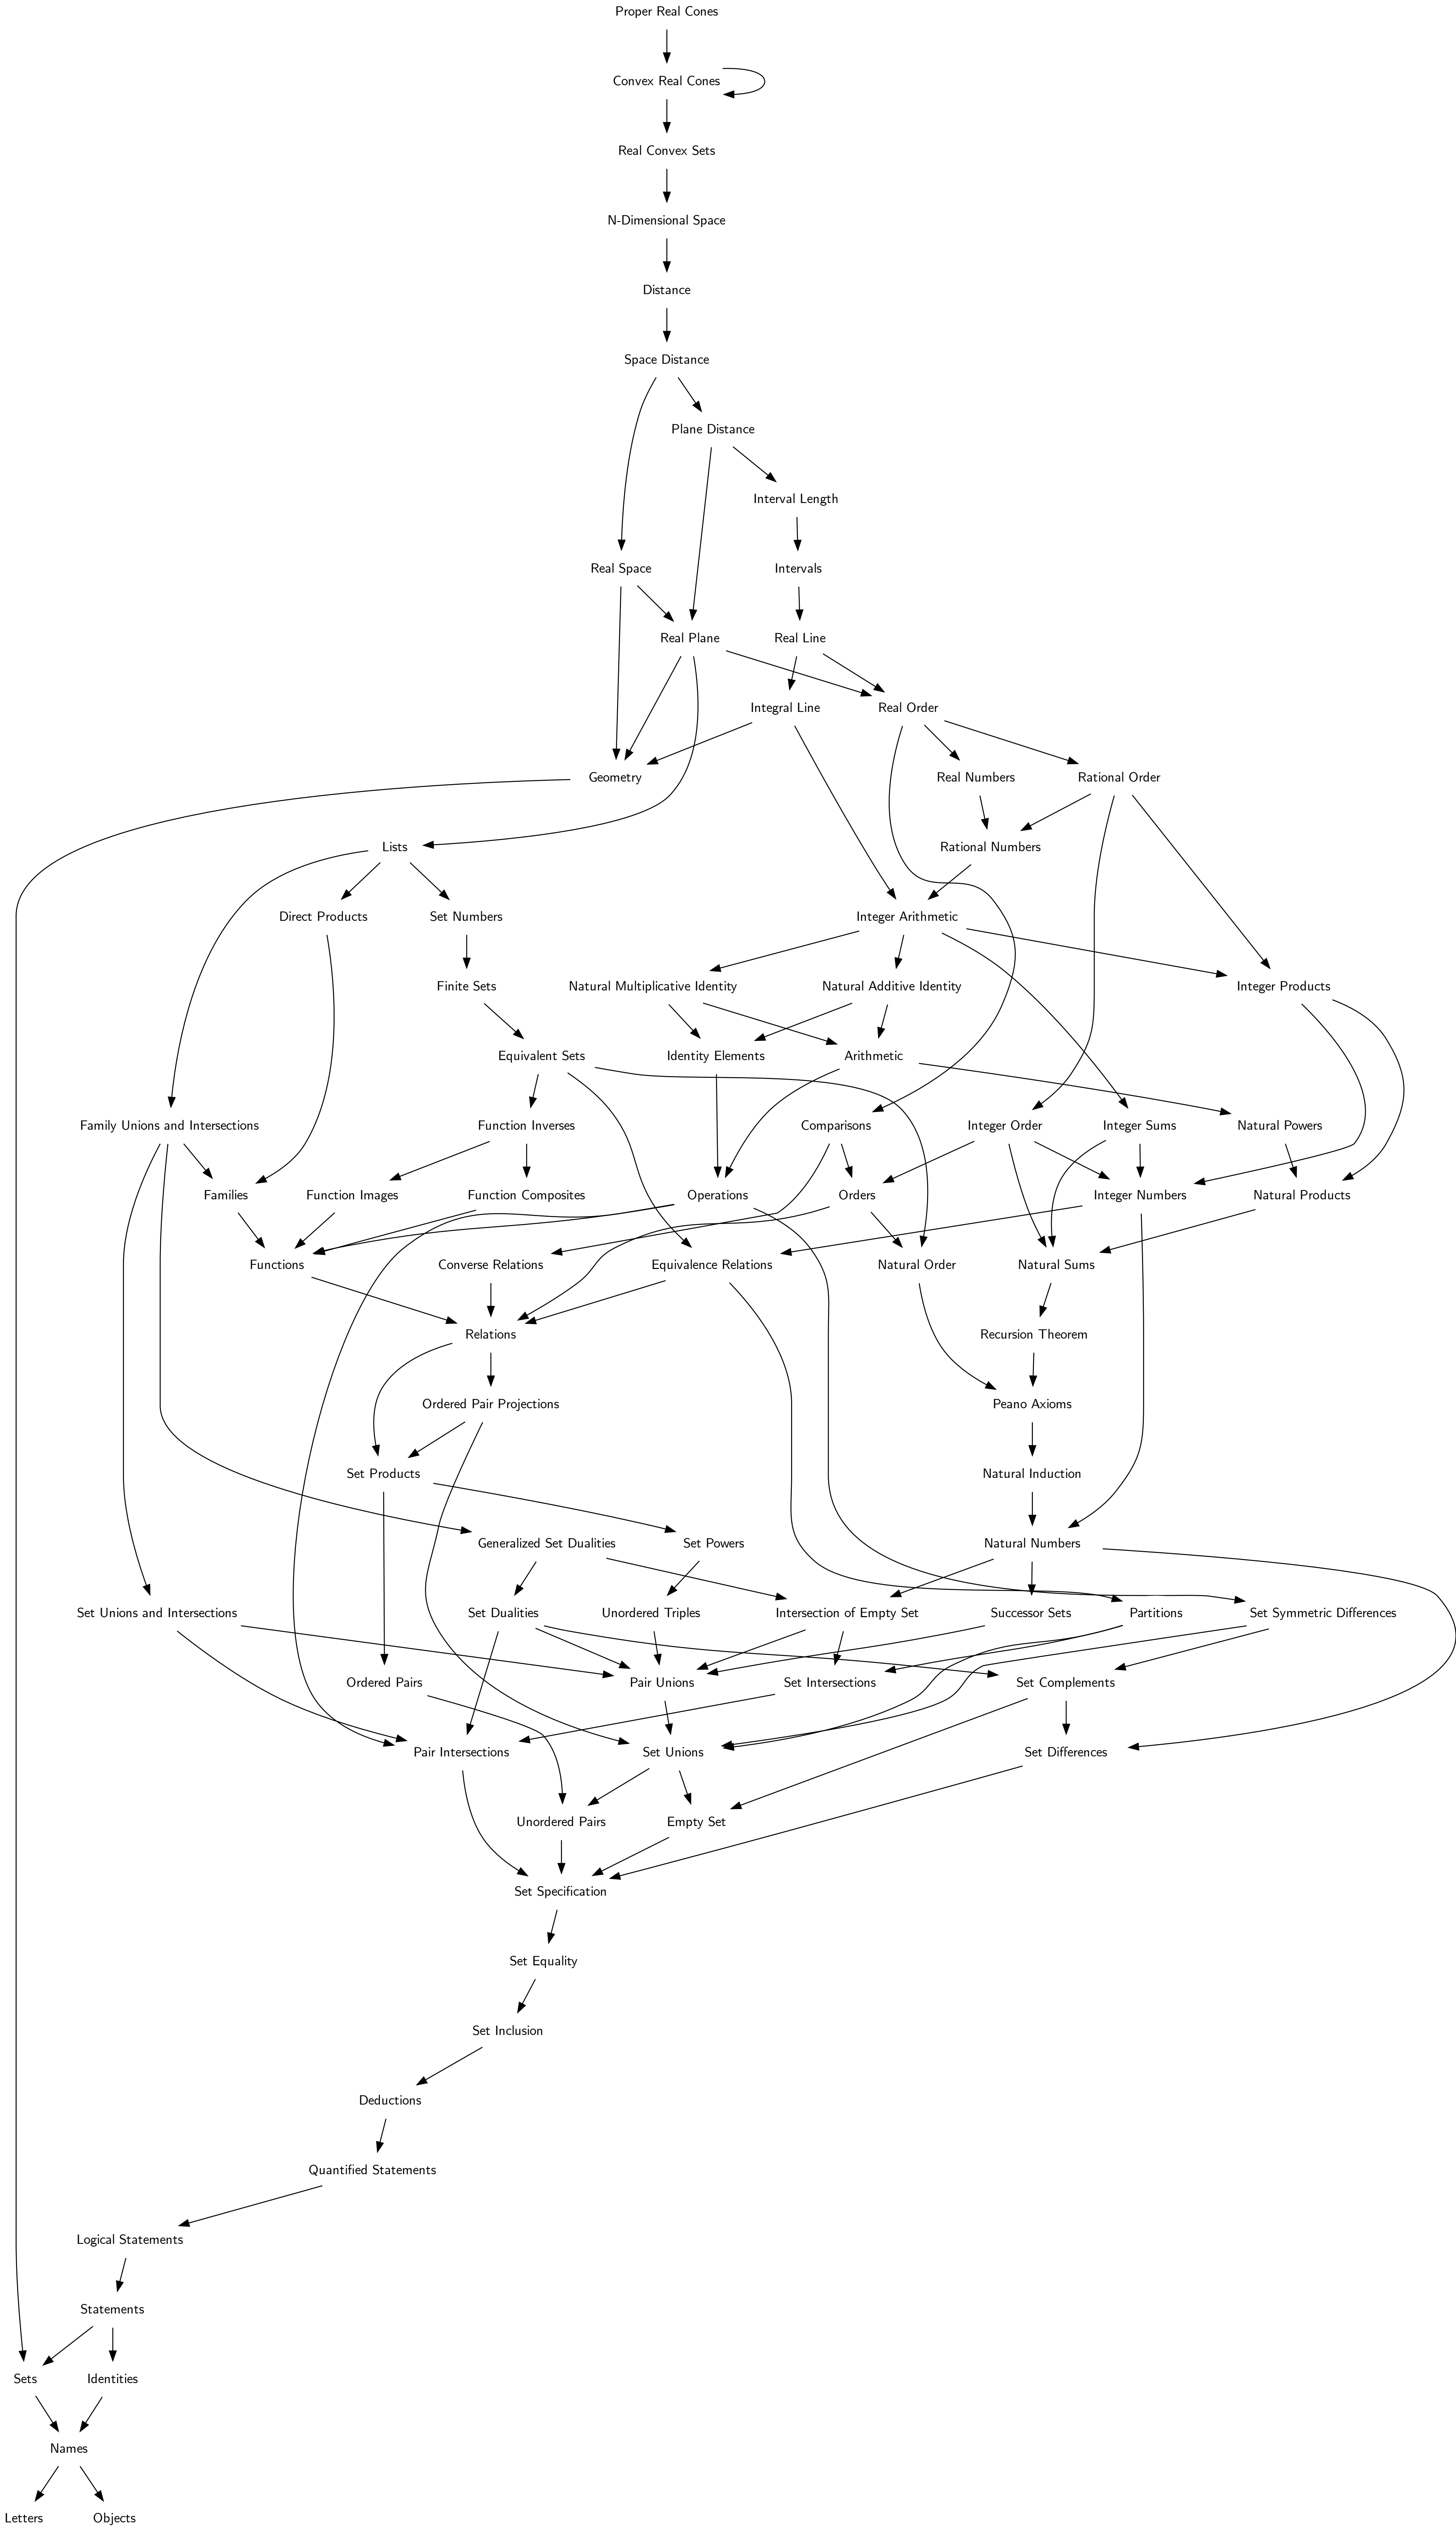 Proper Real Cones
Convex Real Cones
Real Convex Sets
N-Dimensional Space
Distance
Space Distance
Plane Distance
Interval Length
Real Space
Intervals
Real Plane
Real Line
Integral Line
Real Order
Geometry
Real Numbers
Rational Order
Lists
Rational Numbers
Direct Products
Set Numbers
Integer Arithmetic
Finite Sets
Natural Multiplicative Identity
Natural Additive Identity
Integer Products
Equivalent Sets
Identity Elements
Arithmetic
Family Unions and Intersections
Function Inverses
Comparisons
Integer Order
Integer Sums
Natural Powers
Families
Function Images
Function Composites
Operations
Orders
Integer Numbers
Natural Products
Functions
Converse Relations
Equivalence Relations
Natural Order
Natural Sums
Relations
Recursion Theorem
Ordered Pair Projections
Peano Axioms
Set Products
Natural Induction
Generalized Set Dualities
Set Powers
Natural Numbers
Set Unions and Intersections
Set Dualities
Unordered Triples
Intersection of Empty Set
Successor Sets
Partitions
Set Symmetric Differences
Ordered Pairs
Pair Unions
Set Intersections
Set Complements
Pair Intersections
Set Unions
Set Differences
Unordered Pairs
Empty Set
Set Specification
Set Equality
Set Inclusion
Deductions
Quantified Statements
Logical Statements
Statements
Sets
Identities
Names
Letters
Objects